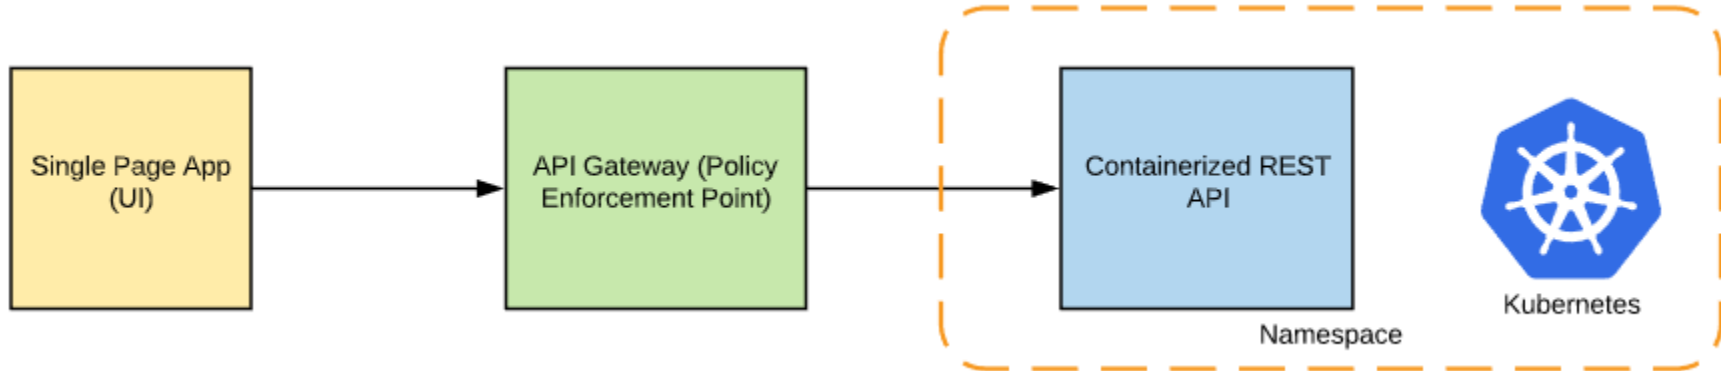 Single Page App
(UI)
API Gateway (Policy
Enforcement Point)
Containerized REST
API
Kubernetes
Namespace